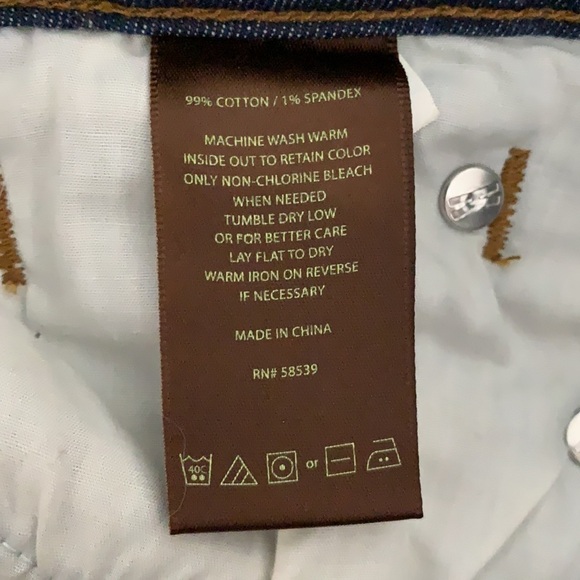 99% COTTON / 1% SPANDEX
MACHINE WASH WARM
INSIDE OUT TO RETAIN COLOR
ONLY NON-CHLORINE BLEACH
WHEN NEEDED
TUMBLE DRY LOW
OR FOR BETTER CARE
LAY FLAT TO DRY
WARM IRON ON REVERSE
IF NECESSARY
MADE IN CHINA
RN# 58539
40C or